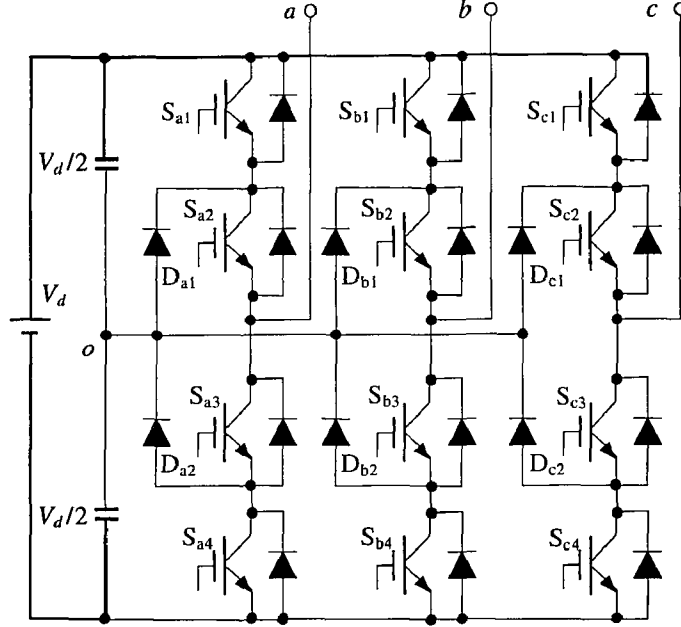 a b c
S_a1 S_b1 S_c1
V_d/2
S_a2 S_b2 S_c2
D_a1 D_b1 D_c1
V_d
o
S_a3 S_b3 S_c3
D_a2 D_b2 D_c2
V_d/2
S_a4 S_b4 S_c4